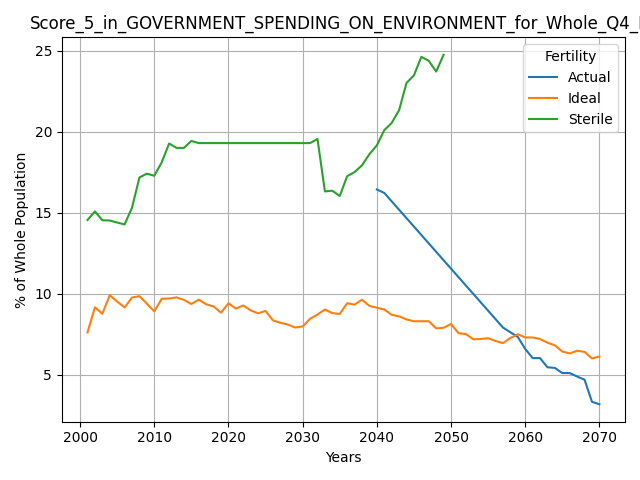 Score_5_in_GOVERNMENT_SPENDING_ON_ENVIRONMENT_for_Whole_Q4_
25
20
15
10
5
2000 2010 2020 2030 2040 2050 2060 2070
% of Whole Population
Years
Fertility
Actual
Ideal
Sterile